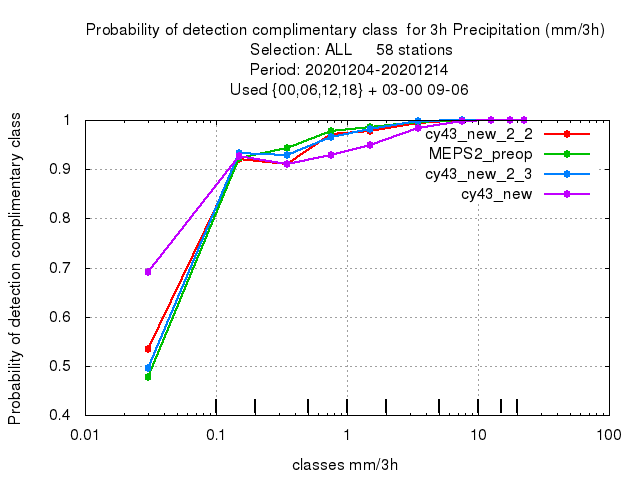 Probability of detection complimentary class  for 3h Precipitation (mm/3h)
Selection: ALL     58 stations
Period: 20201204-20201214
Used {00,06,12,18} + 03-00 09-06
Probability of detection complimentary class
1
0.9
0.8
0.7
0.6
0.5
0.4
cy43_new_2_2
MEPS2_preop
cy43_new_2_3
cy43_new
0.01 0.1 1 10 100
classes mm/3h